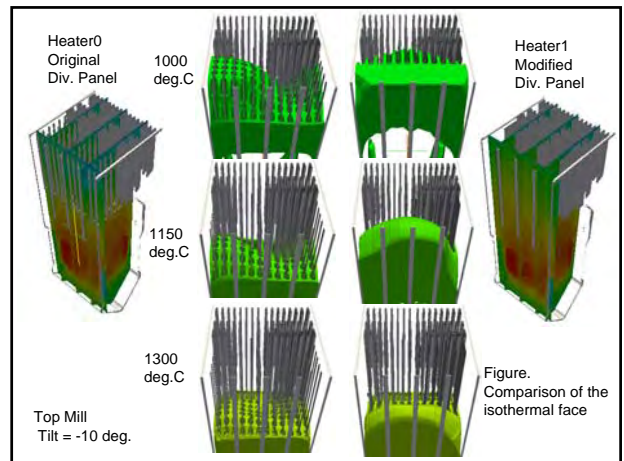 Heater0
Original
Div. Panel
1000
deg.C
Heater1
Modified
Div. Panel
1150
deg.C
1300
deg.C
Top Mill
Tilt = -10 deg.
Figure.
Comparison of the
isothermal face